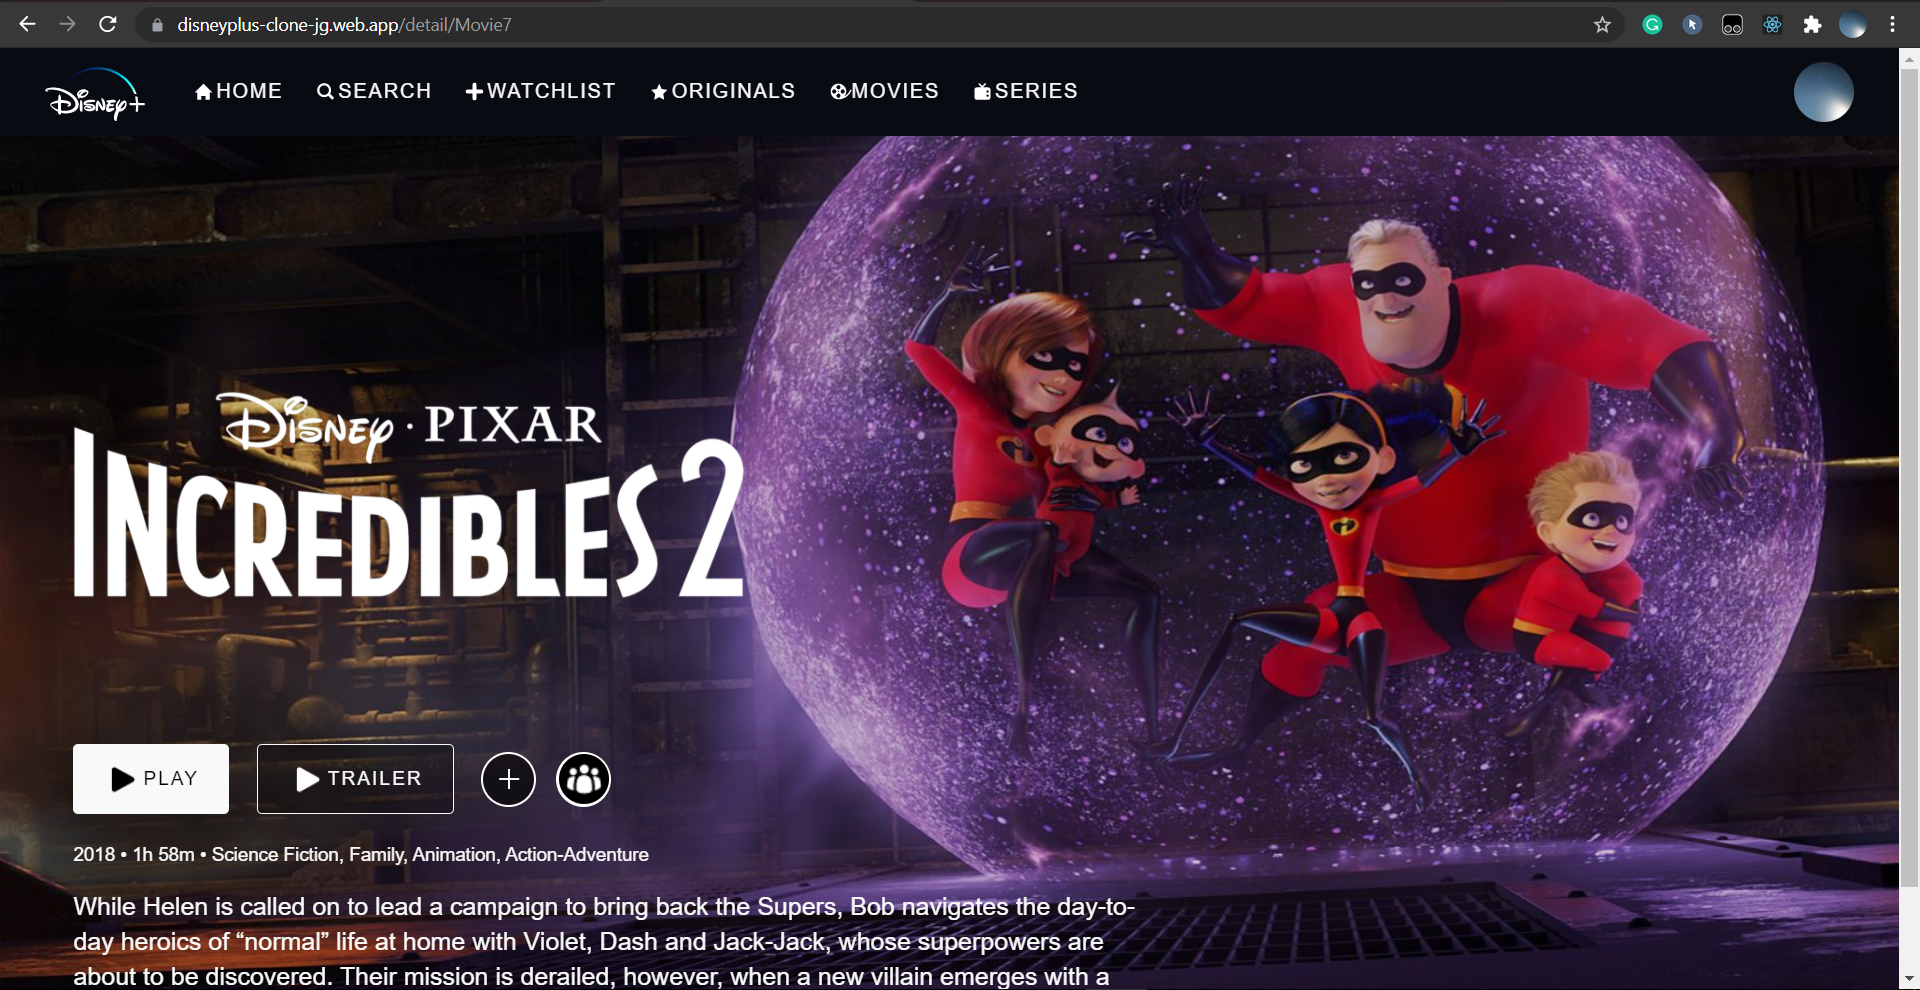 disneyplus-clone-jg.web.app/detail/Movie7
Disney+ HOME SEARCH WATCHLIST ORIGINALS MOVIES SERIES
Disney · PIXAR
INCREDIBLES 2
PLAY TRAILER
2018 • 1h 58m • Science Fiction, Family, Animation, Action-Adventure
While Helen is called on to lead a campaign to bring back the Supers, Bob navigates the day-to-
day heroics of “normal” life at home with Violet, Dash and Jack-Jack, whose superpowers are
about to be discovered. Their mission is derailed, however, when a new villain emerges with a